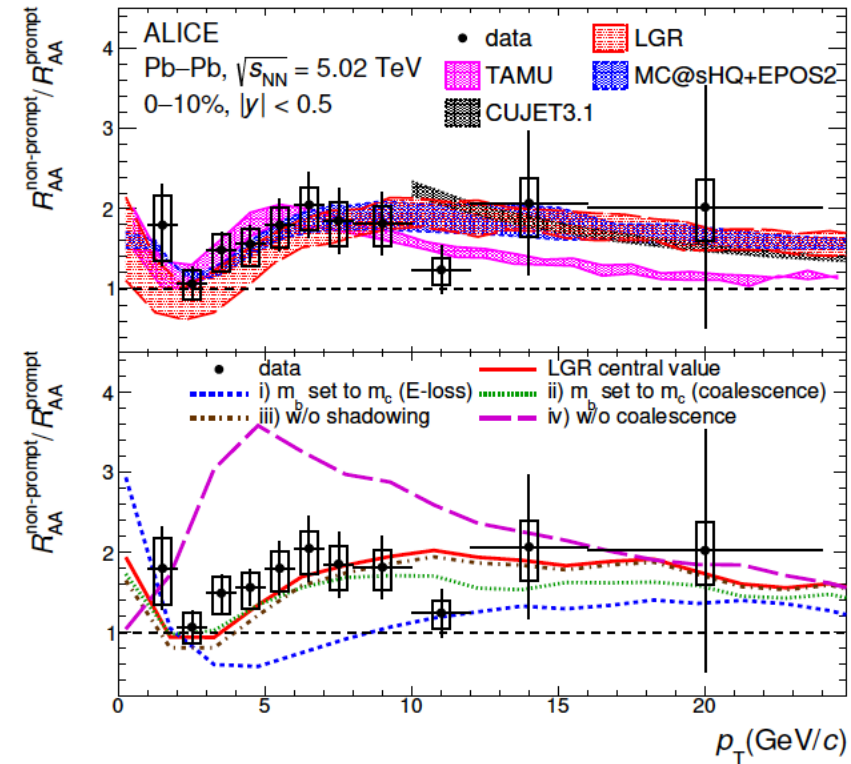 R_AA^non-prompt / R_AA^prompt
4
3
2
1
ALICE
Pb–Pb, √s_NN = 5.02 TeV
0–10%, |y| < 0.5
data
LGR
TAMU
MC@sHQ+EPOS2
CUJET3.1
R_AA^non-prompt / R_AA^prompt
4
3
2
1
data
LGR central value
i) m_b set to m_c (E-loss)
ii) m_b set to m_c (coalescence)
iii) w/o shadowing
iv) w/o coalescence
0 5 10 15 20
p_T (GeV/c)